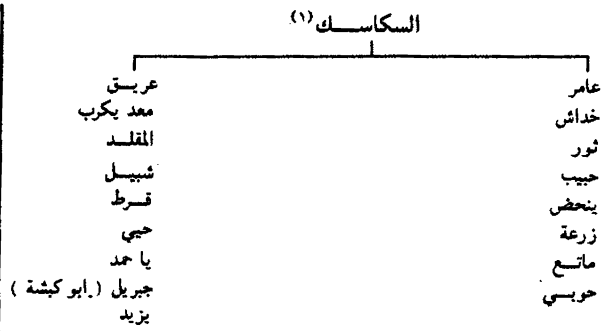 السكاسك (١)
عامر
خداش
ثور
حبيب
ينحض
زرعة
ماتع
حوبي
عريق
معد يكرب
المقلد
شبيل
قرط
حيي
يا حمد
جبريل ( ابو كبشة )
يزيد